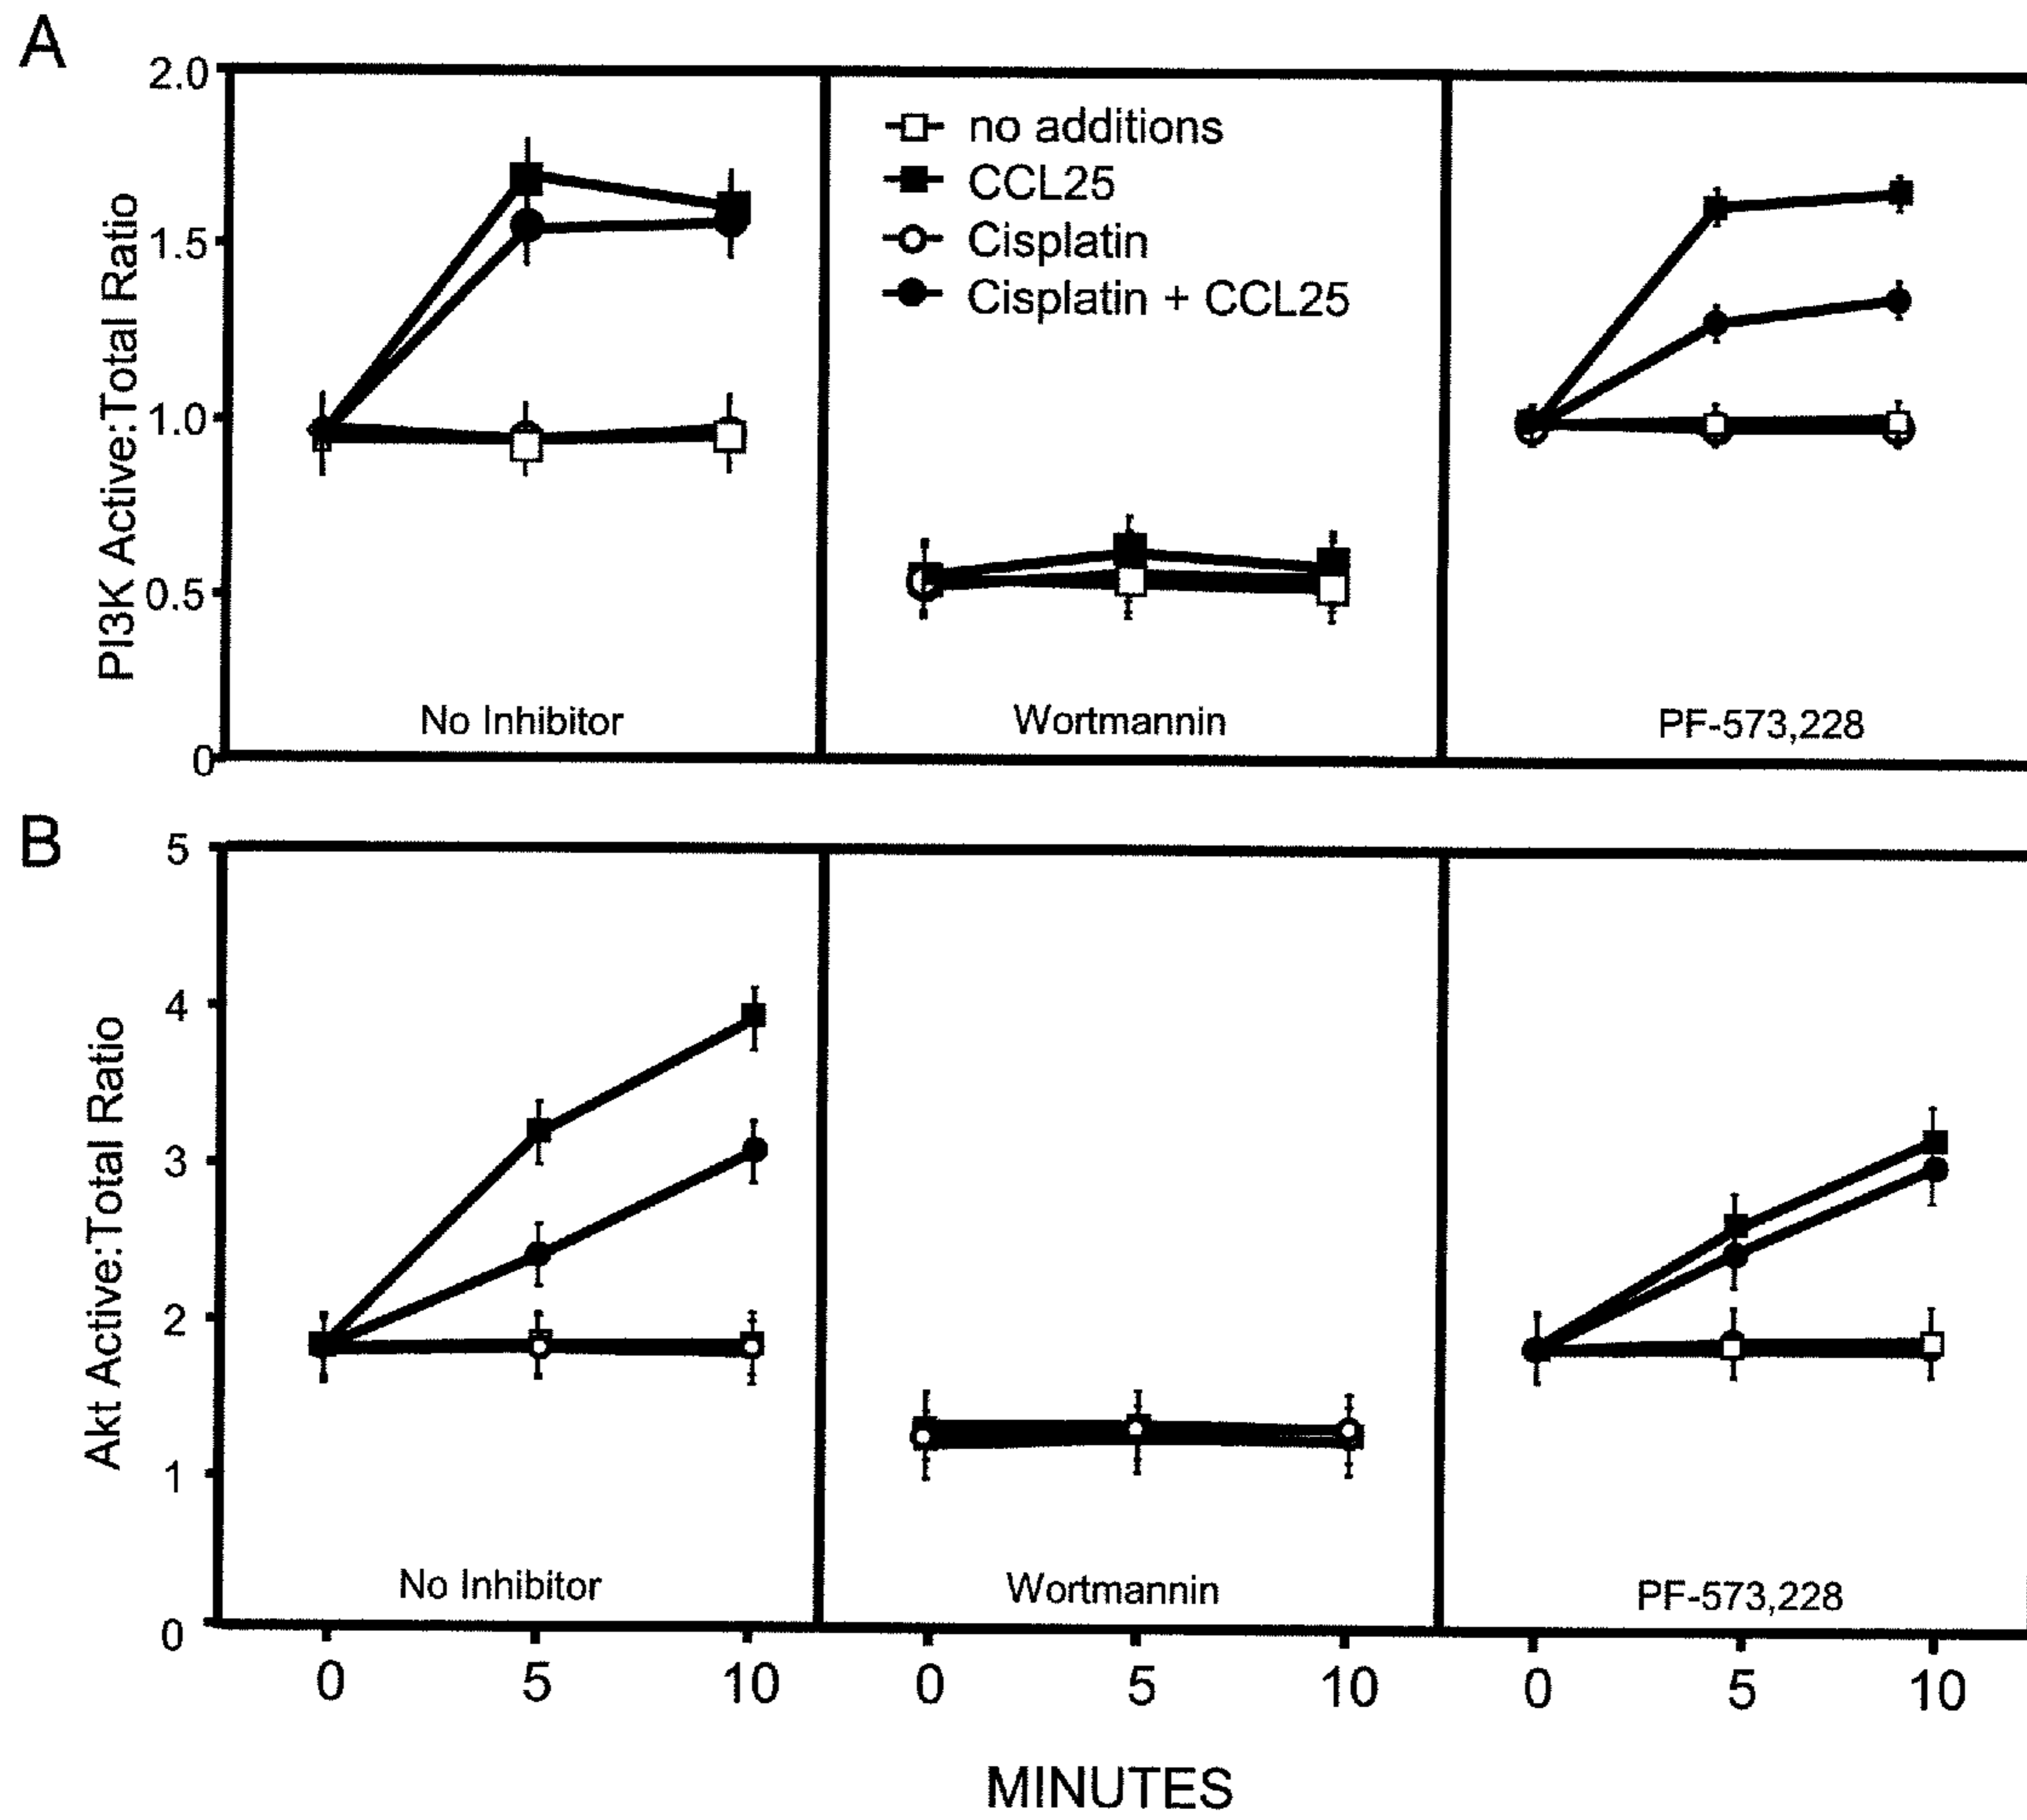 A
PI3K Active:Total Ratio
2.0
1.5
1.0
0.5
0
no additions
CCL25
Cisplatin
Cisplatin + CCL25
No Inhibitor
Wortmannin
PF-573,228
B
Akt Active:Total Ratio
5
4
3
2
1
0
No Inhibitor
Wortmannin
PF-573,228
0 5 10 0 5 10 0 5 10
MINUTES